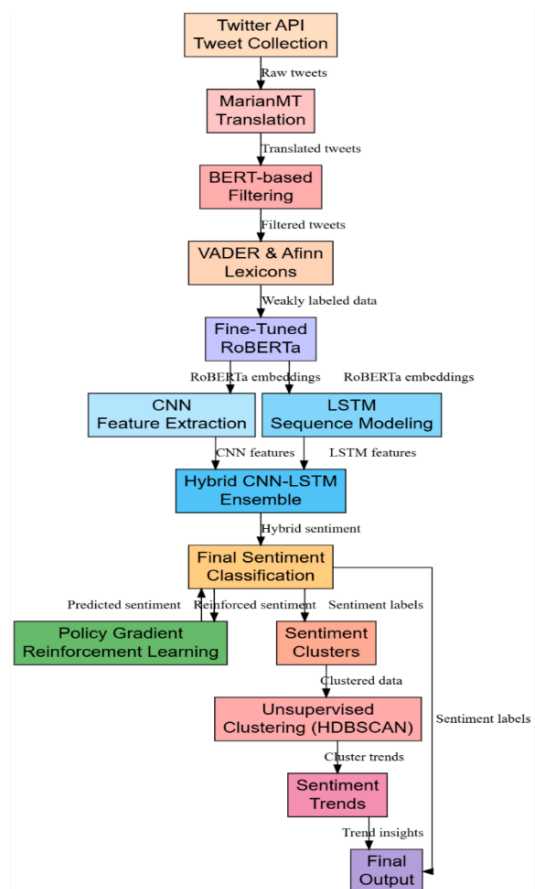 Twitter API
Tweet Collection
Raw tweets
MarianMT
Translation
Translated tweets
BERT-based
Filtering
Filtered tweets
VADER & Afinn
Lexicons
Weakly labeled data
Fine-Tuned
RoBERTa
RoBERTa embeddings
RoBERTa embeddings
CNN
Feature Extraction
LSTM
Sequence Modeling
CNN features
LSTM features
Hybrid CNN-LSTM
Ensemble
Hybrid sentiment
Final Sentiment
Classification
Predicted sentiment
Reinforced sentiment
Sentiment labels
Policy Gradient
Reinforcement Learning
Sentiment
Clusters
Clustered data
Unsupervised
Clustering (HDBSCAN)
Sentiment labels
Cluster trends
Sentiment
Trends
Trend insights
Final
Output